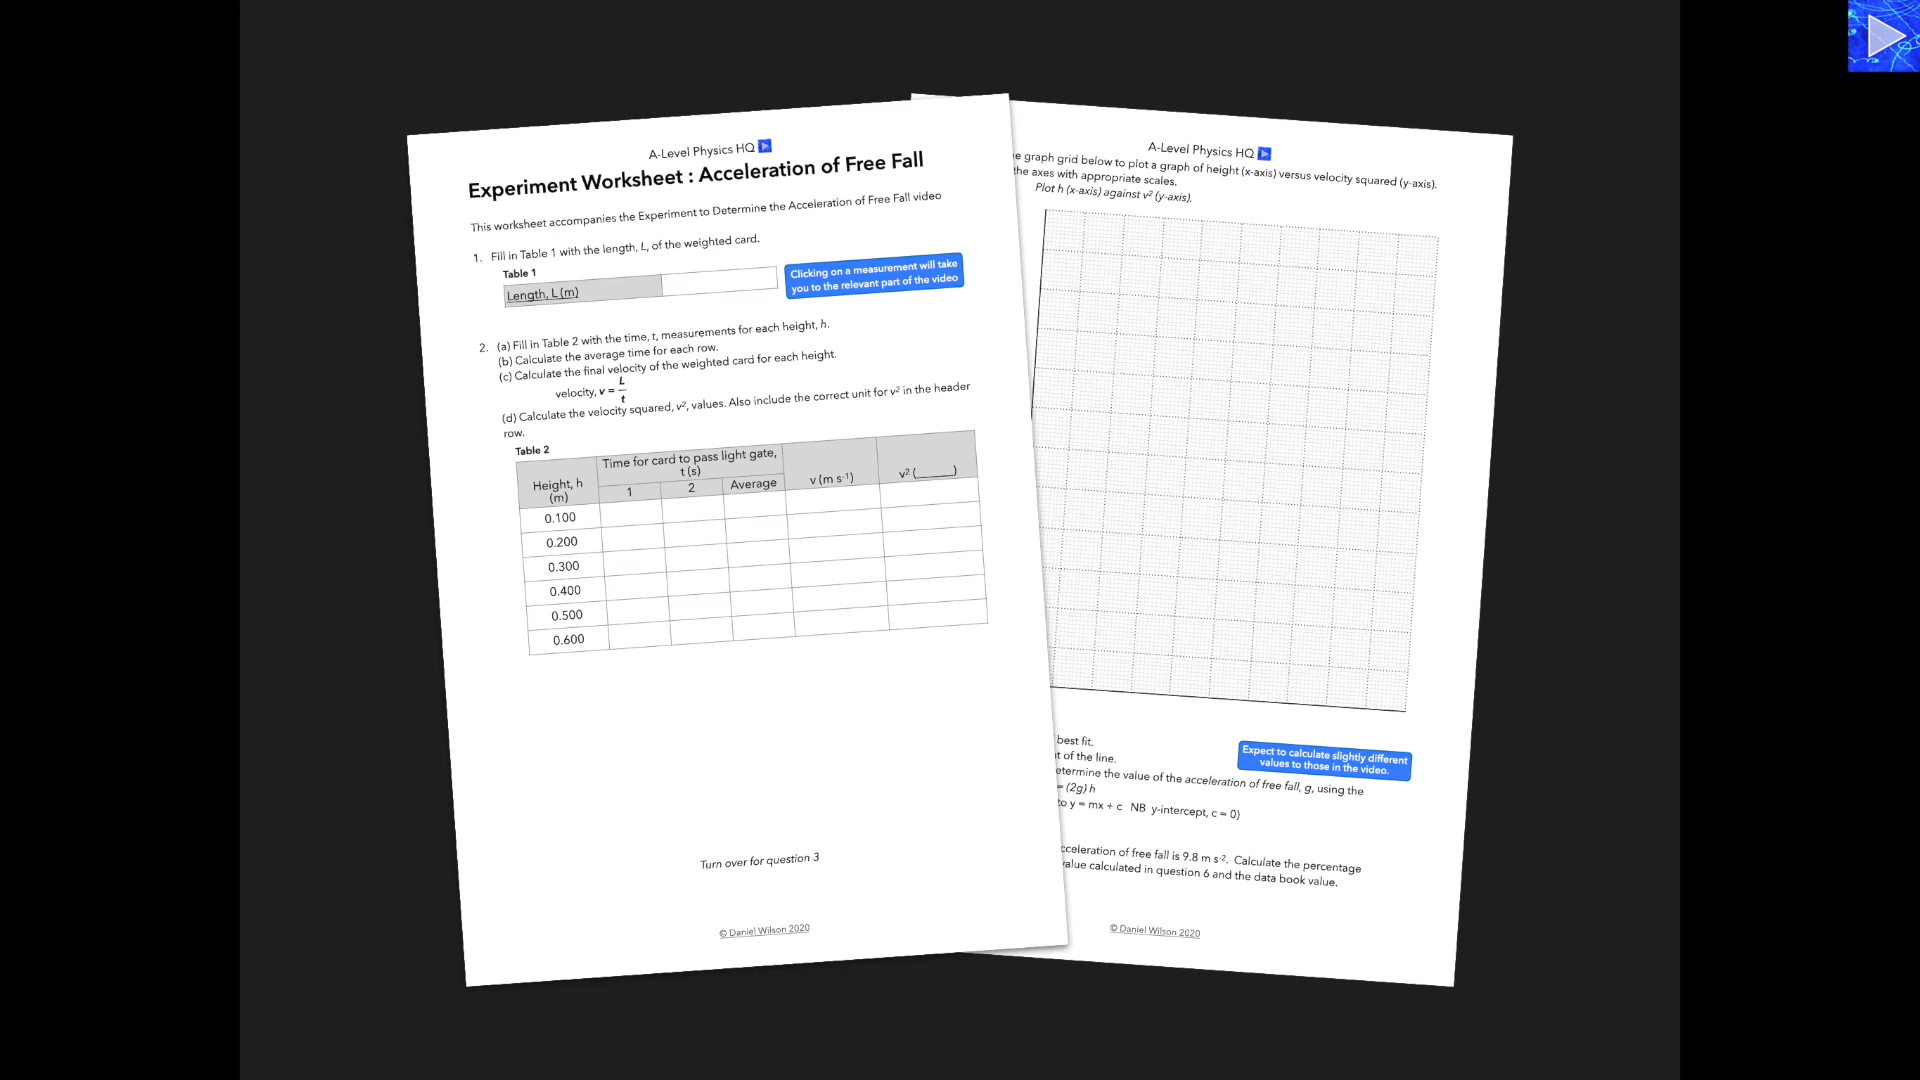 A-Level Physics HQ
Experiment Worksheet : Acceleration of Free Fall
This worksheet accompanies the Experiment to Determine the Acceleration of Free Fall video
1. Fill in Table 1 with the length, L, of the weighted card.
Table 1
Length, L (m)
Clicking on a measurement will take
you to the relevant part of the video
2. (a) Fill in Table 2 with the time, t, measurements for each height, h.
(b) Calculate the average time for each row.
(c) Calculate the final velocity of the weighted card for each height.
velocity, v = L
t
(d) Calculate the velocity squared, v², values. Also include the correct unit for v² in the header
row.
Table 2
Height, h
(m)
Time for card to pass light gate,
t (s)
1 2 Average
v (m s⁻¹)
v² (_____)
0.100
0.200
0.300
0.400
0.500
0.600
Turn over for question 3
© Daniel Wilson 2020
A-Level Physics HQ
graph grid below to plot a graph of height (x-axis) versus velocity squared (y-axis).
the axes with appropriate scales.
Plot h (x-axis) against v² (y-axis).
best fit.
of the line.
Expect to calculate slightly different
values to those in the video.
etermine the value of the acceleration of free fall, g, using the
= (2g) h
to y = mx + c NB y-intercept, c = 0)
cceleration of free fall is 9.8 m s⁻². Calculate the percentage
alue calculated in question 6 and the data book value.
© Daniel Wilson 2020